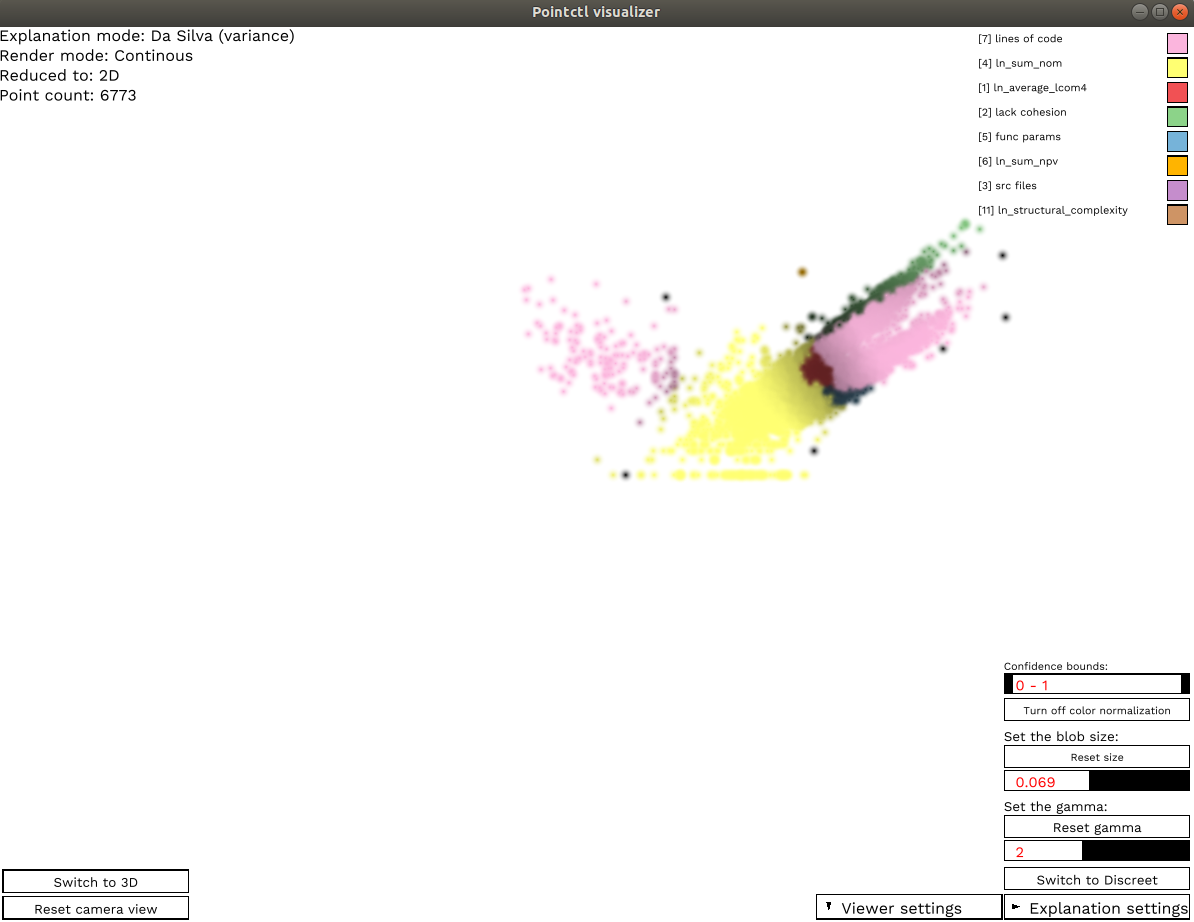 Pointctl visualizer
Explanation mode: Da Silva (variance)
Render mode: Continous
Reduced to: 2D
Point count: 6773
[7] lines of code
[4] ln_sum_nom
[1] ln_average_lcom4
[2] lack cohesion
[5] func params
[6] ln_sum_npv
[3] src files
[11] ln_structural_complexity
Confidence bounds:
0 - 1
Turn off color normalization
Set the blob size:
Reset size
0.069
Set the gamma:
Reset gamma
2
Switch to Discreet
Switch to 3D
Reset camera view
Viewer settings
Explanation settings